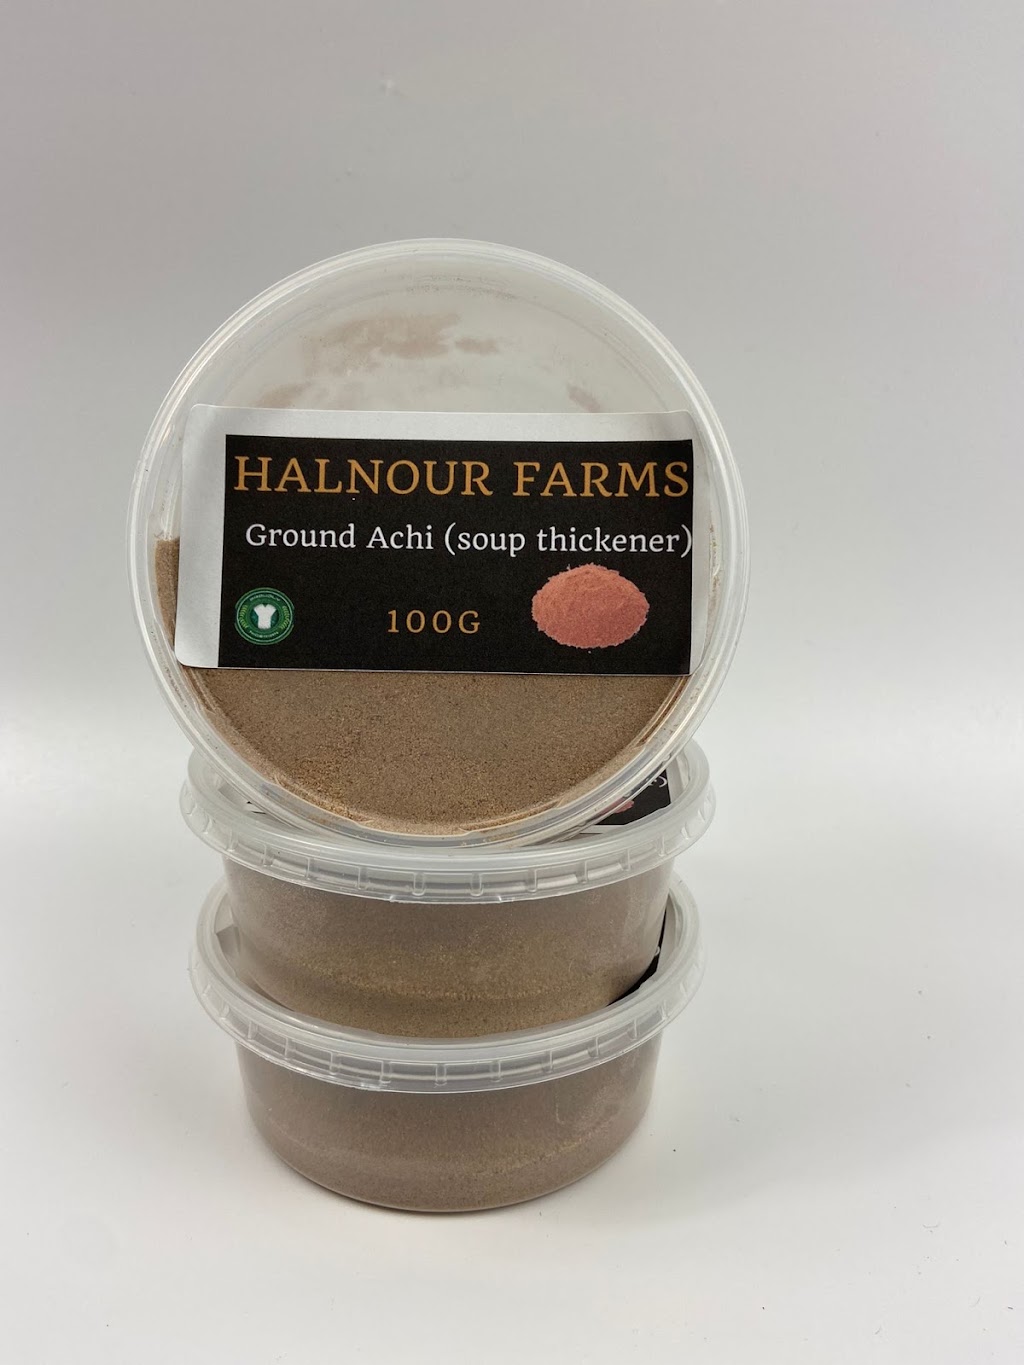 HALNOUR FARMS
Ground Achi (soup thickener)
100G